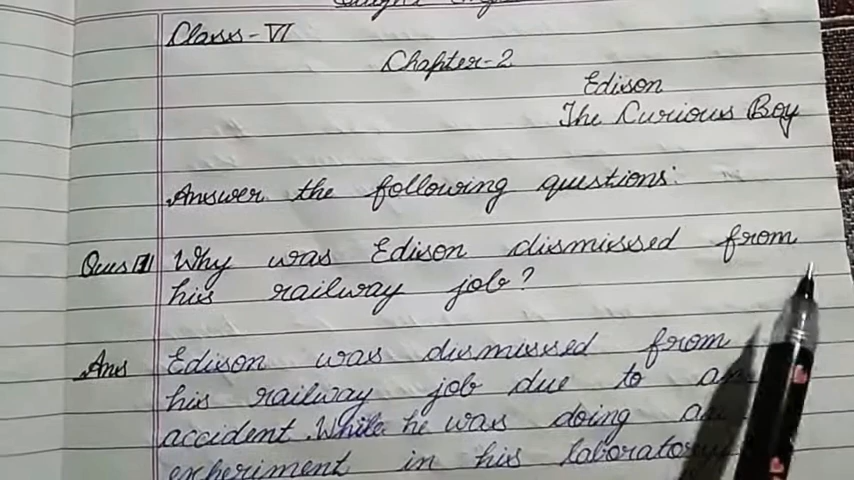 Class-VI
Chapter-2
Edison
The Curious Boy
Answer the following questions:
Ques 1 Why was Edison dismissed from
his railway job?
Ans Edison was dismissed from
his railway job due to an
accident. While he was doing an
experiment in his laboratory